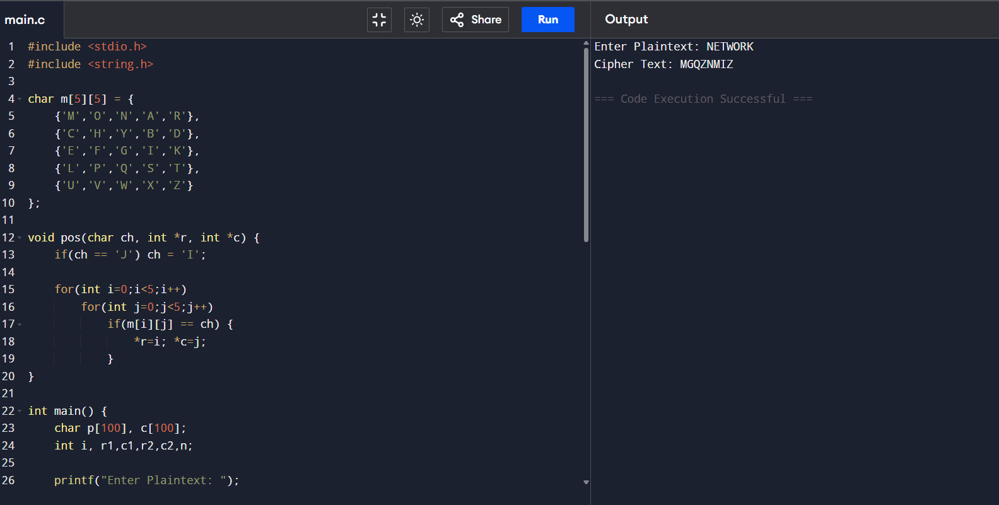 main.c
Share
Run
Output
1 #include <stdio.h>
2 #include <string.h>
3
4 char m[5][5] = {
5     {'M','O','N','A','R'},
6     {'C','H','Y','B','D'},
7     {'E','F','G','I','K'},
8     {'L','P','Q','S','T'},
9     {'U','V','W','X','Z'}
10 };
11
12 void pos(char ch, int *r, int *c) {
13     if(ch == 'J') ch = 'I';
14
15     for(int i=0;i<5;i++)
16         for(int j=0;j<5;j++)
17             if(m[i][j] == ch) {
18                 *r=i; *c=j;
19             }
20 }
21
22 int main() {
23     char p[100], c[100];
24     int i, r1,c1,r2,c2,n;
25
26     printf("Enter Plaintext: ");
Enter Plaintext: NETWORK
Cipher Text: MGQZNMIZ
=== Code Execution Successful ===